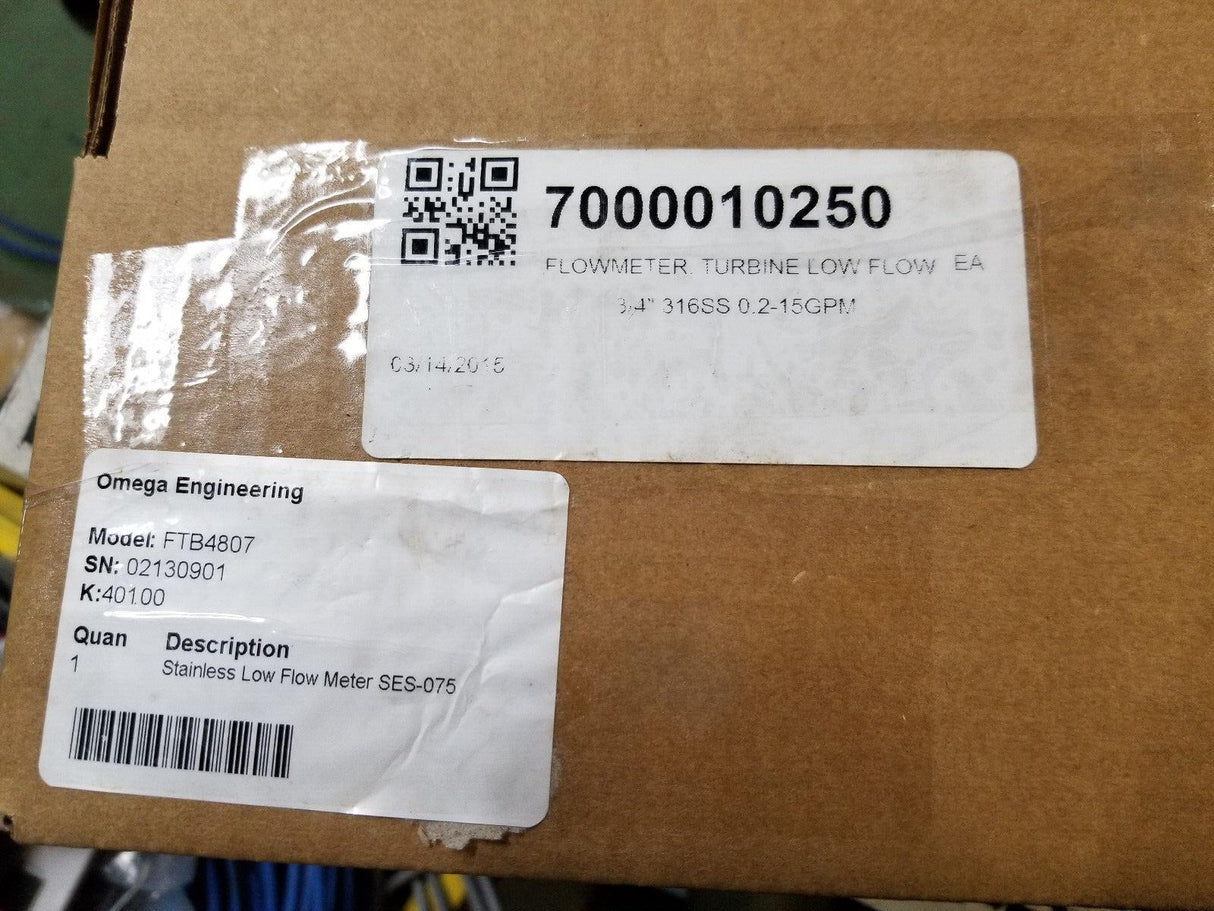 7000010250
FLOWMETER. TURBINE LOW FLOW EA
3/4" 316SS 0.2-15GPM
03/14/2015
Omega Engineering
Model: FTB4807
SN: 02130901
K:401.00
Quan Description
1 Stainless Low Flow Meter SES-075